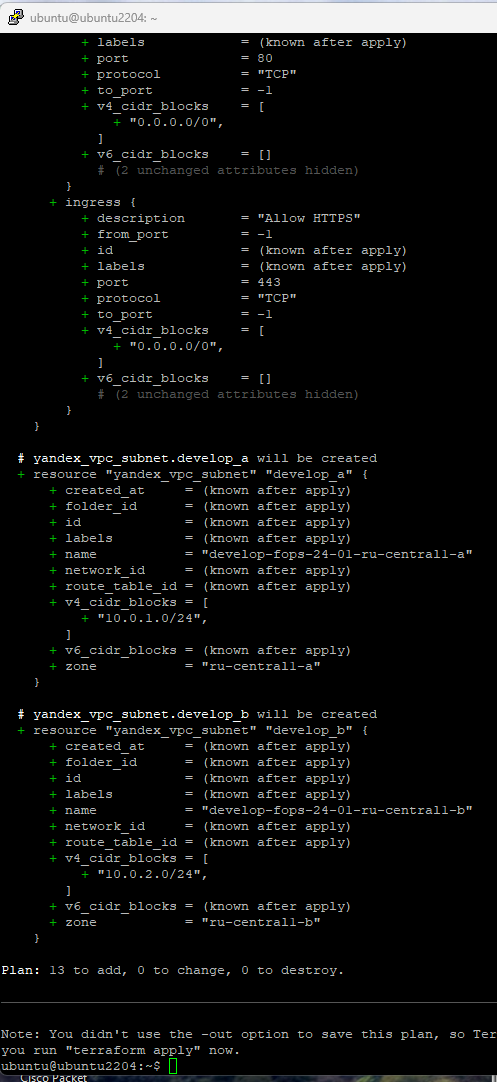 ubuntu@ubuntu2204: ~
+ labels = (known after apply)
+ port = 80
+ protocol = "TCP"
+ to_port = -1
+ v4_cidr_blocks = [
+ "0.0.0.0/0",
]
+ v6_cidr_blocks = []
# (2 unchanged attributes hidden)
}
+ ingress {
+ description = "Allow HTTPS"
+ from_port = -1
+ id = (known after apply)
+ labels = (known after apply)
+ port = 443
+ protocol = "TCP"
+ to_port = -1
+ v4_cidr_blocks = [
+ "0.0.0.0/0",
]
+ v6_cidr_blocks = []
# (2 unchanged attributes hidden)
}
}
# yandex_vpc_subnet.develop_a will be created
+ resource "yandex_vpc_subnet" "develop_a" {
+ created_at = (known after apply)
+ folder_id = (known after apply)
+ id = (known after apply)
+ labels = (known after apply)
+ name = "develop-fops-24-01-ru-central1-a"
+ network_id = (known after apply)
+ route_table_id = (known after apply)
+ v4_cidr_blocks = [
+ "10.0.1.0/24",
]
+ v6_cidr_blocks = (known after apply)
+ zone = "ru-central1-a"
}
# yandex_vpc_subnet.develop_b will be created
+ resource "yandex_vpc_subnet" "develop_b" {
+ created_at = (known after apply)
+ folder_id = (known after apply)
+ id = (known after apply)
+ labels = (known after apply)
+ name = "develop-fops-24-01-ru-central1-b"
+ network_id = (known after apply)
+ route_table_id = (known after apply)
+ v4_cidr_blocks = [
+ "10.0.2.0/24",
]
+ v6_cidr_blocks = (known after apply)
+ zone = "ru-central1-b"
}
Plan: 13 to add, 0 to change, 0 to destroy.
Note: You didn't use the -out option to save this plan, so Ter
you run "terraform apply" now.
ubuntu@ubuntu2204:~$
Cisco Packet